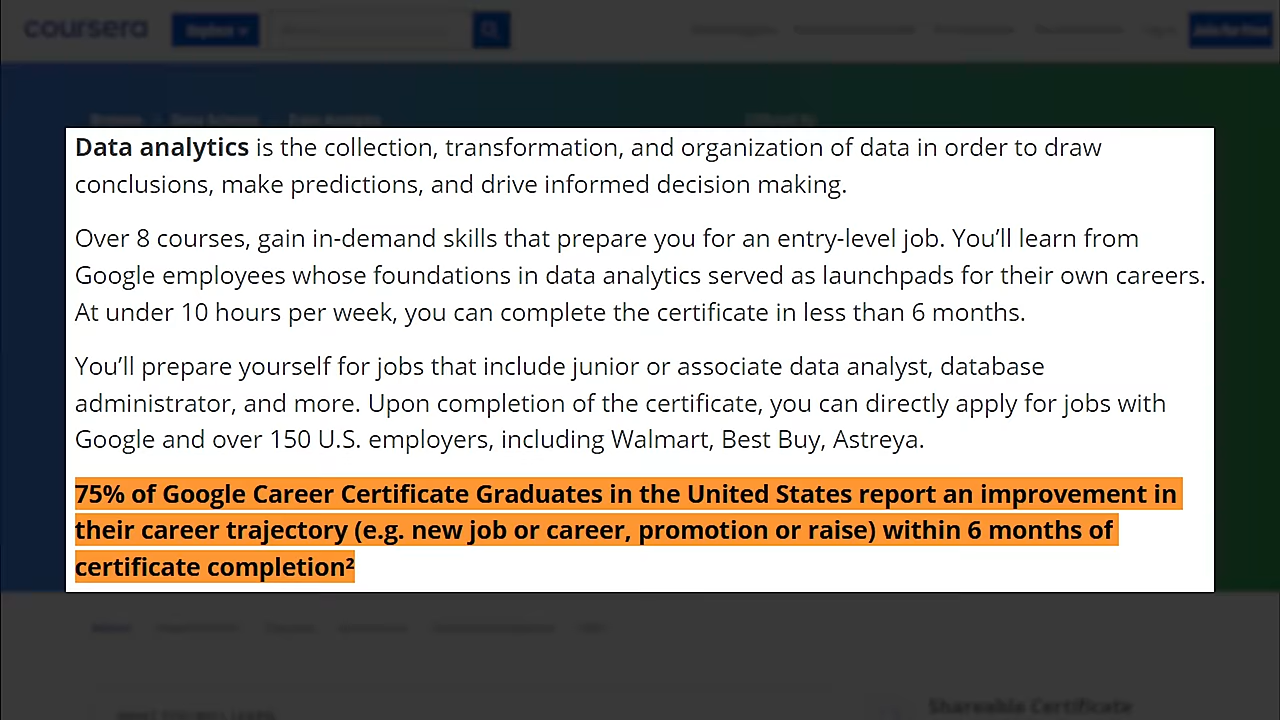 coursera
Data analytics is the collection, transformation, and organization of data in order to draw
conclusions, make predictions, and drive informed decision making.
Over 8 courses, gain in-demand skills that prepare you for an entry-level job. You’ll learn from
Google employees whose foundations in data analytics served as launchpads for their own careers.
At under 10 hours per week, you can complete the certificate in less than 6 months.
You’ll prepare yourself for jobs that include junior or associate data analyst, database
administrator, and more. Upon completion of the certificate, you can directly apply for jobs with
Google and over 150 U.S. employers, including Walmart, Best Buy, Astreya.
75% of Google Career Certificate Graduates in the United States report an improvement in
their career trajectory (e.g. new job or career, promotion or raise) within 6 months of
certificate completion²
Shareable Certificate